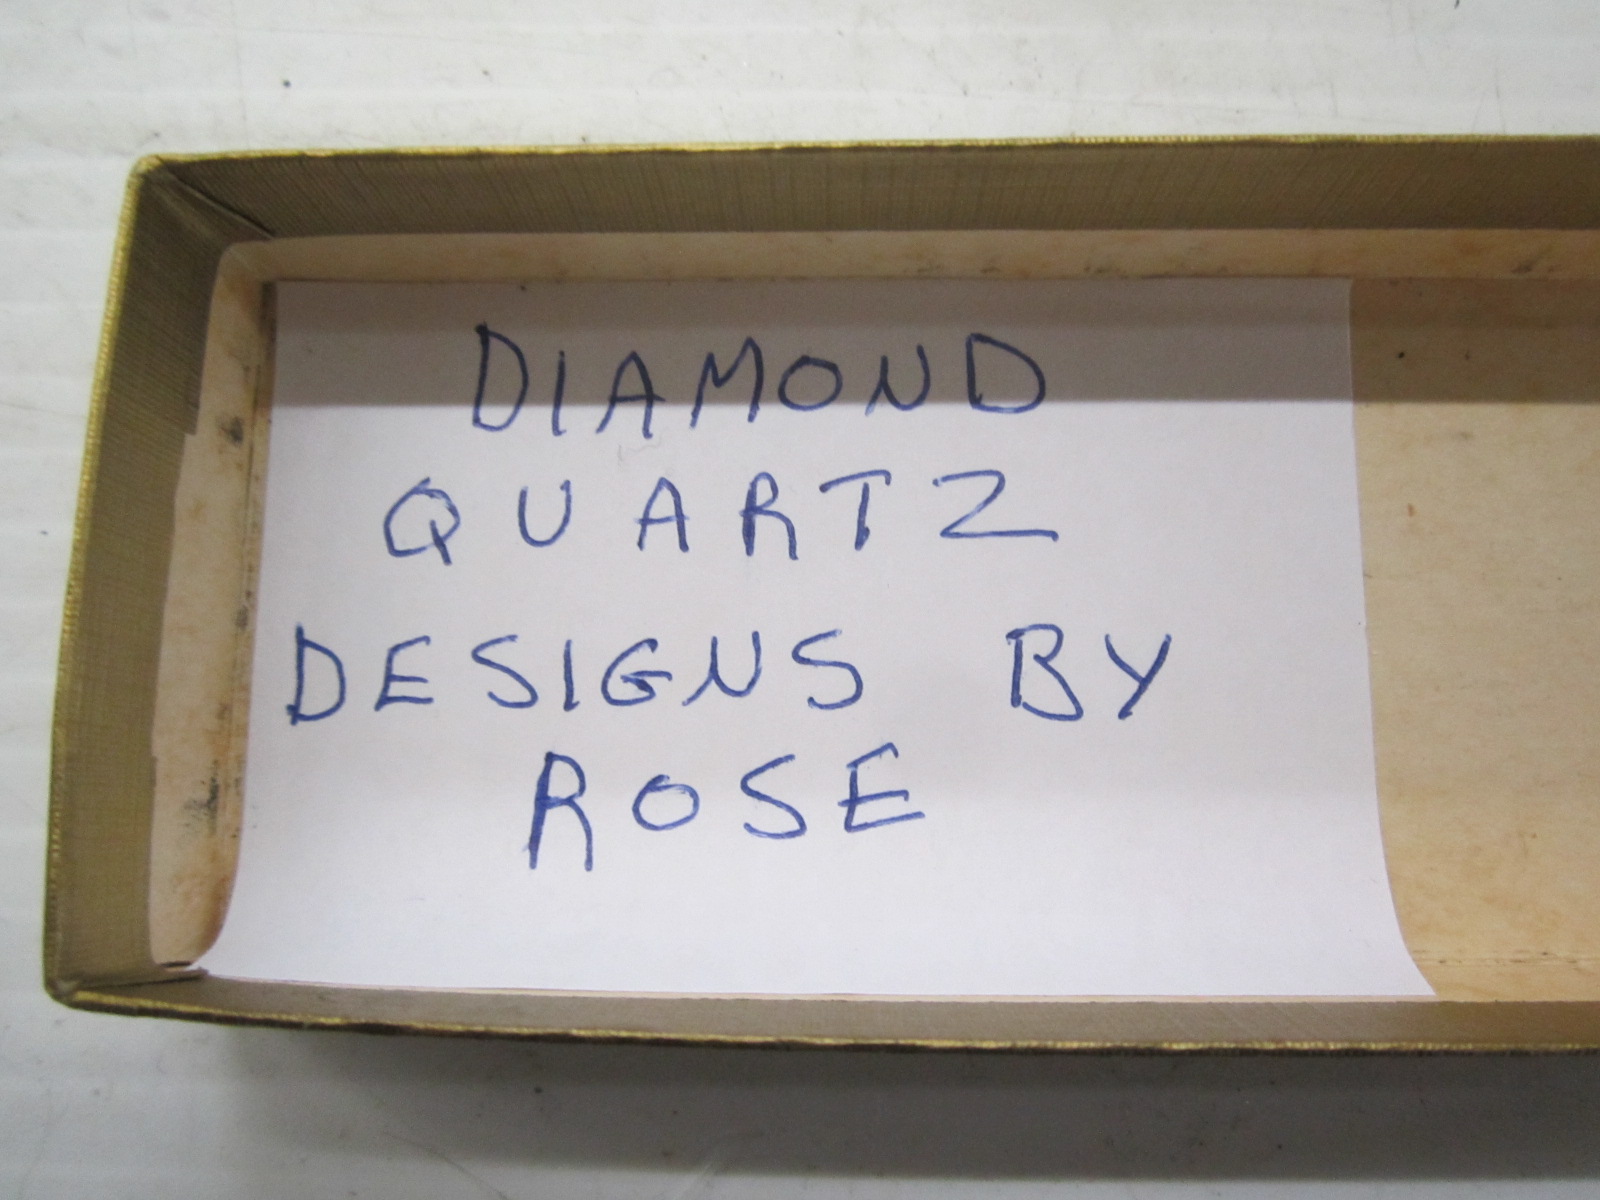 DIAMOND
QUARTZ
DESIGNS BY
ROSE